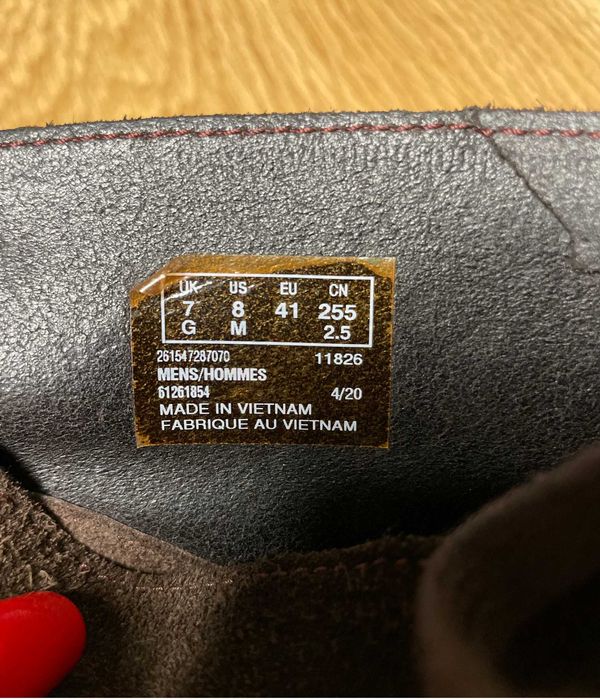 UK US EU CN
7 8 41 255
G M 2.5
261547287070 11826
MENS/HOMMES
61261854 4/20
MADE IN VIETNAM
FABRIQUE AU VIETNAM